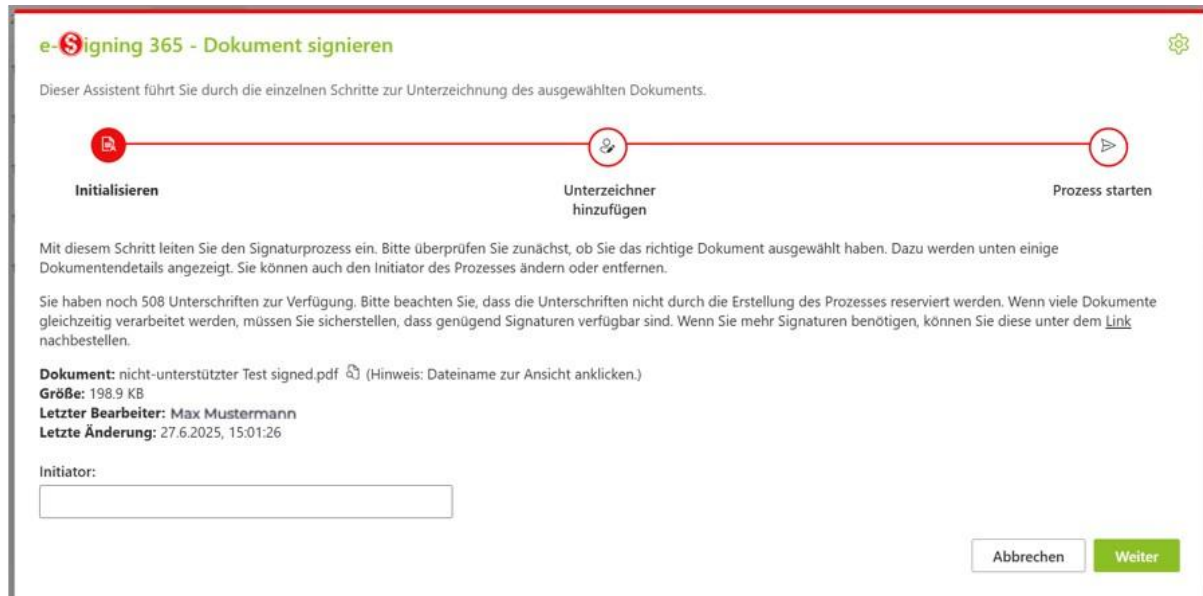 e-Signing 365 - Dokument signieren
Dieser Assistent führt Sie durch die einzelnen Schritte zur Unterzeichnung des ausgewählten Dokuments.
Initialisieren
Unterzeichner
hinzufügen
Prozess starten
Mit diesem Schritt leiten Sie den Signaturprozess ein. Bitte überprüfen Sie zunächst, ob Sie das richtige Dokument ausgewählt haben. Dazu werden unten einige
Dokumentendetails angezeigt. Sie können auch den Initiator des Prozesses ändern oder entfernen.
Sie haben noch 508 Unterschriften zur Verfügung. Bitte beachten Sie, dass die Unterschriften nicht durch die Erstellung des Prozesses reserviert werden. Wenn viele Dokumente
gleichzeitig verarbeitet werden, müssen Sie sicherstellen, dass genügend Signaturen verfügbar sind. Wenn Sie mehr Signaturen benötigen, können Sie diese unter dem Link
nachbestellen.
Dokument: nicht-unterstützter Test signed.pdf (Hinweis: Dateiname zur Ansicht anklicken.)
Größe: 198.9 KB
Letzter Bearbeiter: Max Mustermann
Letzte Änderung: 27.6.2025, 15:01:26
Initiator:
Abbrechen
Weiter